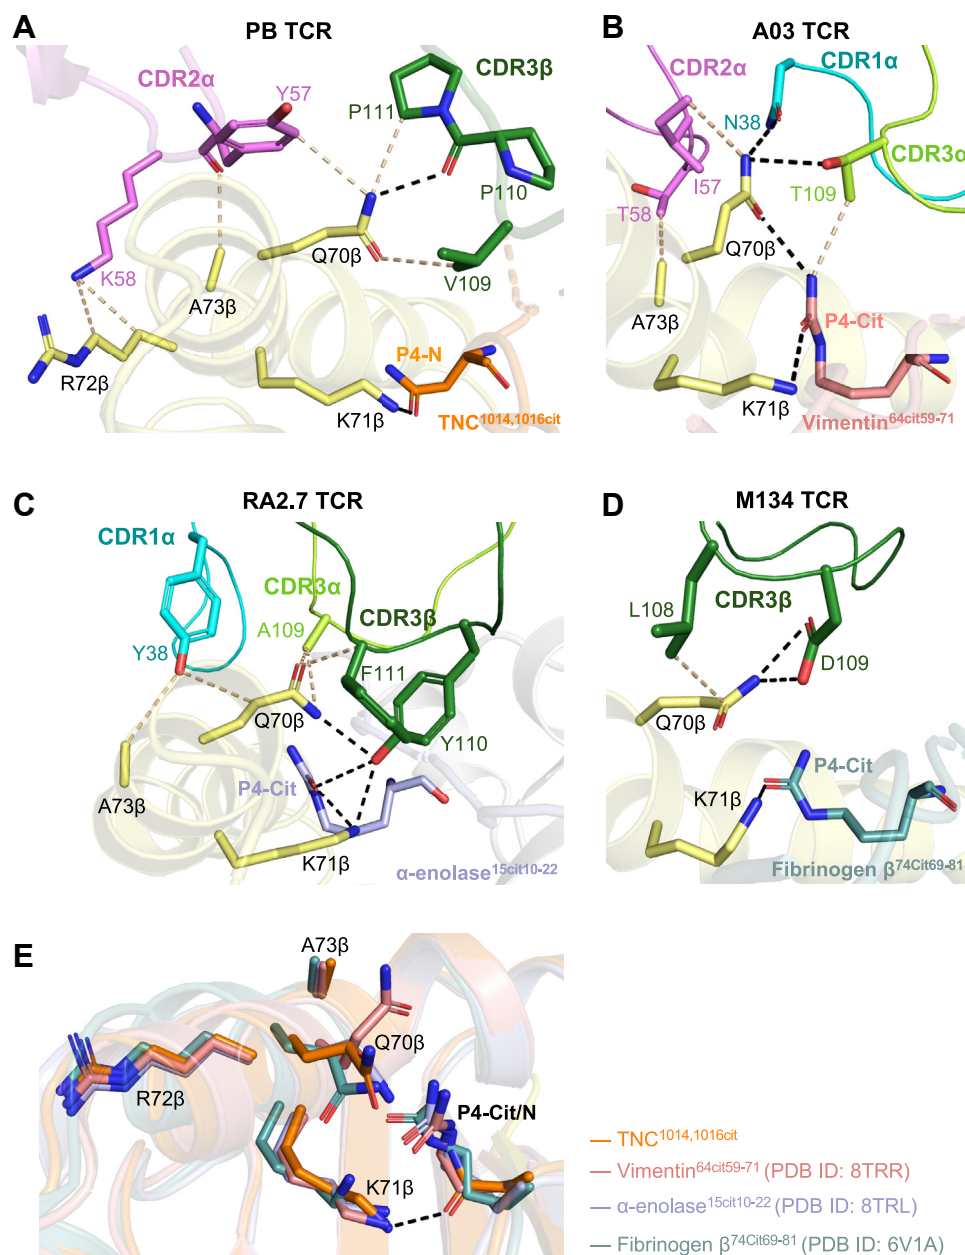 A
PB TCR
CDR2α
Y57
CDR3β
P111
P110
Q70β
V109
K58
A73β
R72β
P4-N
K71β
TNC1014,1016cit
B
A03 TCR
CDR2α
CDR1α
N38
CDR3α
I57
T109
T58
Q70β
A73β
P4-Cit
K71β
Vimentin64cit59-71
C
RA2.7 TCR
CDR1α
CDR3α
A109
CDR3β
Y38
F111
Q70β
Y110
A73β
P4-Cit
K71β
α-enolase15cit10-22
D
M134 TCR
L108
CDR3β
D109
Q70β
P4-Cit
K71β
Fibrinogen β74Cit69-81
E
A73β
Q70β
R72β
P4-Cit/N
K71β
TNC1014,1016cit
Vimentin64cit59-71 (PDB ID: 8TRR)
α-enolase15cit10-22 (PDB ID: 8TRL)
Fibrinogen β74Cit69-81 (PDB ID: 6V1A)